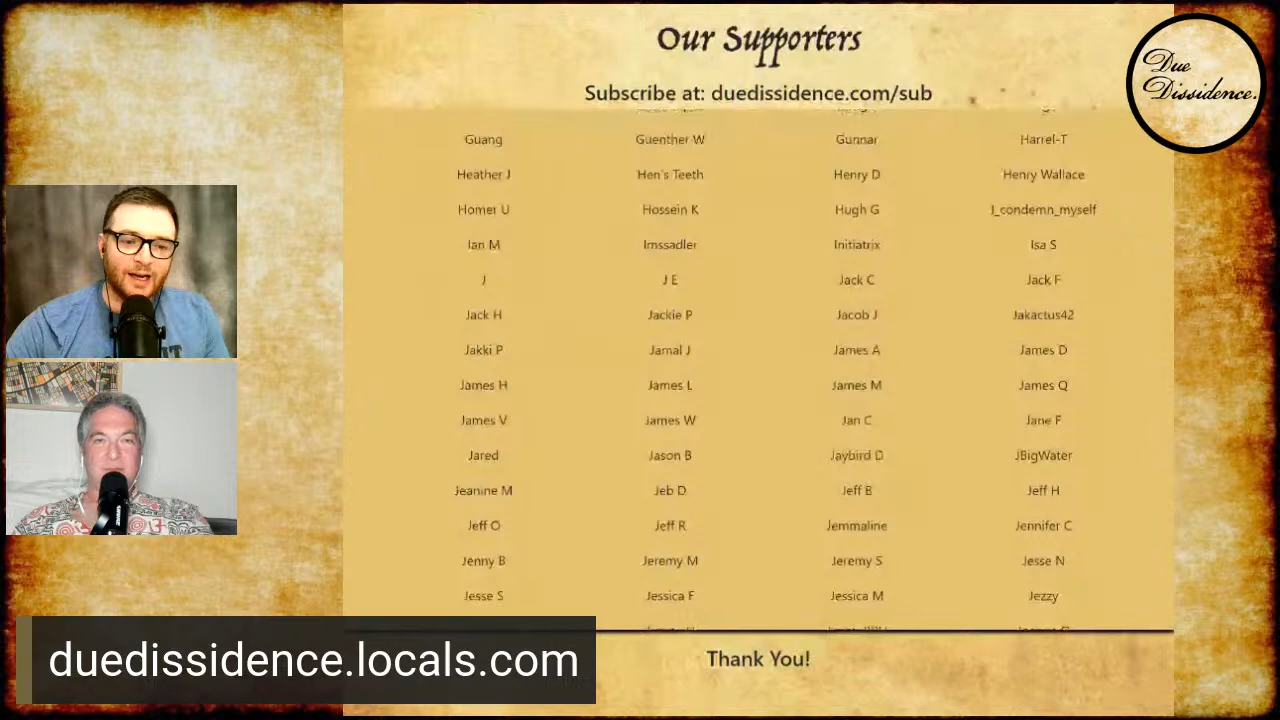 Our Supporters
Subscribe at: duedissidence.com/sub
Due
Dissidence.
Guang Guenther W Gunnar Harrel-T
Heather J Hen's Teeth Henry D Henry Wallace
Homer U Hossein K Hugh G I_condemn_myself
Ian M Imssadler Initiatrix Isa S
J J E Jack C Jack F
Jack H Jackie P Jacob J Jakactus42
Jakki P Jamal J James A James D
James H James L James M James Q
James V James W Jan C Jane F
Jared Jason B Jaybird D JBigWater
Jeanine M Jeb D Jeff B Jeff H
Jeff O Jeff R Jemmaline Jennifer C
Jenny B Jeremy M Jeremy S Jesse N
Jesse S Jessica F Jessica M Jezzy
duedissidence.locals.com
Thank You!